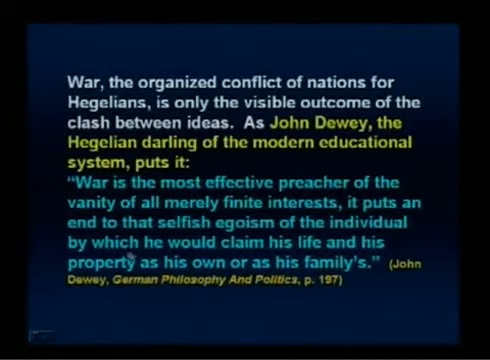 War, the organized conflict of nations for
Hegelians, is only the visible outcome of the
clash between ideas. As John Dewey, the
Hegelian darling of the modern educational
system, puts it:
“War is the most effective preacher of the
vanity of all merely finite interests, it puts an
end to that selfish egoism of the individual
by which he would claim his life and his
property as his own or as his family's.” (John
Dewey, German Philosophy And Politics, p. 197)